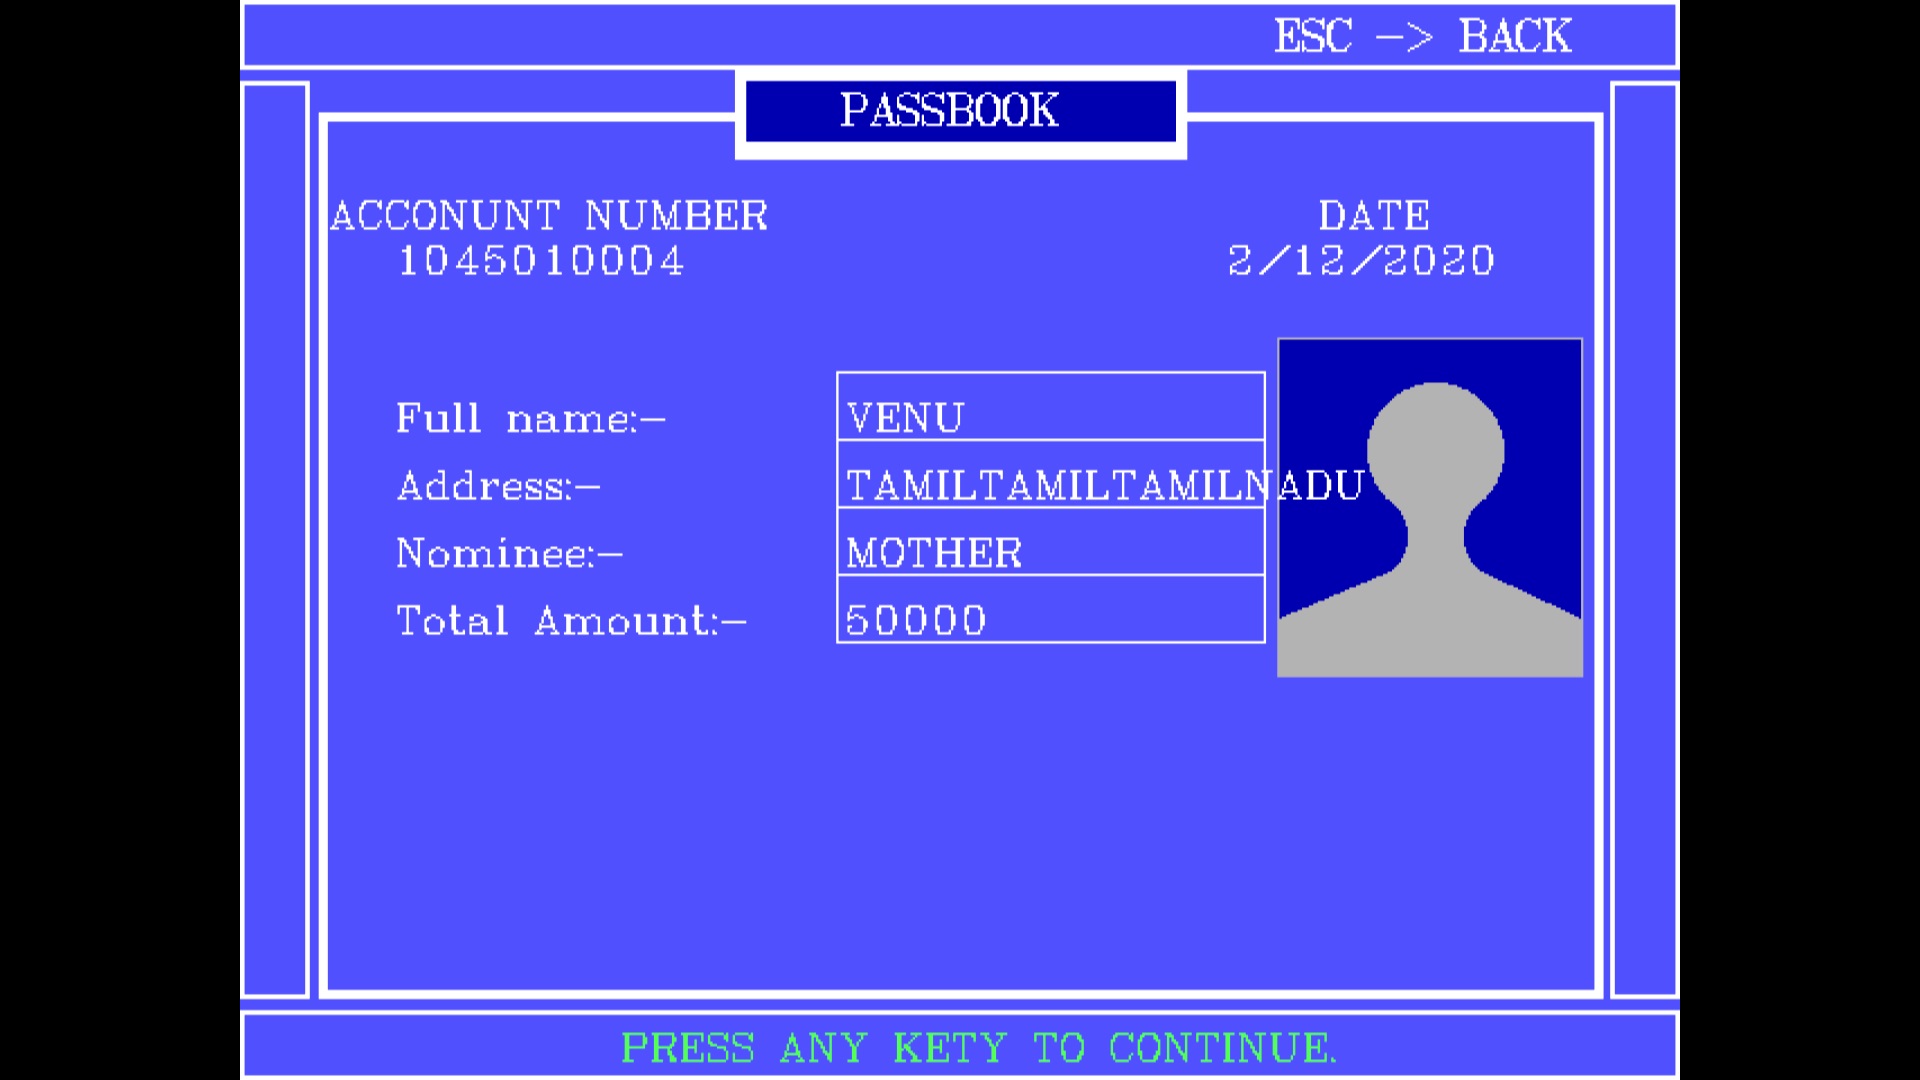 ESC -> BACK
PASSBOOK
ACCONUNT NUMBER DATE
1045010004 2/12/2020
Full name:- VENU
Address:- TAMILTAMILTAMILNADU
Nominee:- MOTHER
Total Amount:- 50000
PRESS ANY KETY TO CONTINUE.